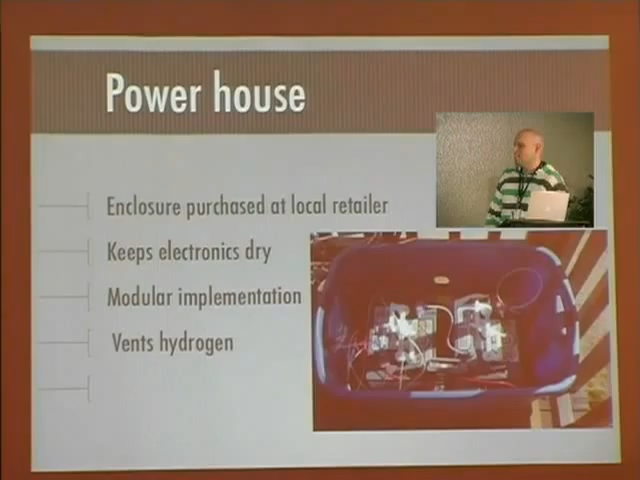 Power house
Enclosure purchased at local retailer
Keeps electronics dry
Modular implementation
Vents hydrogen